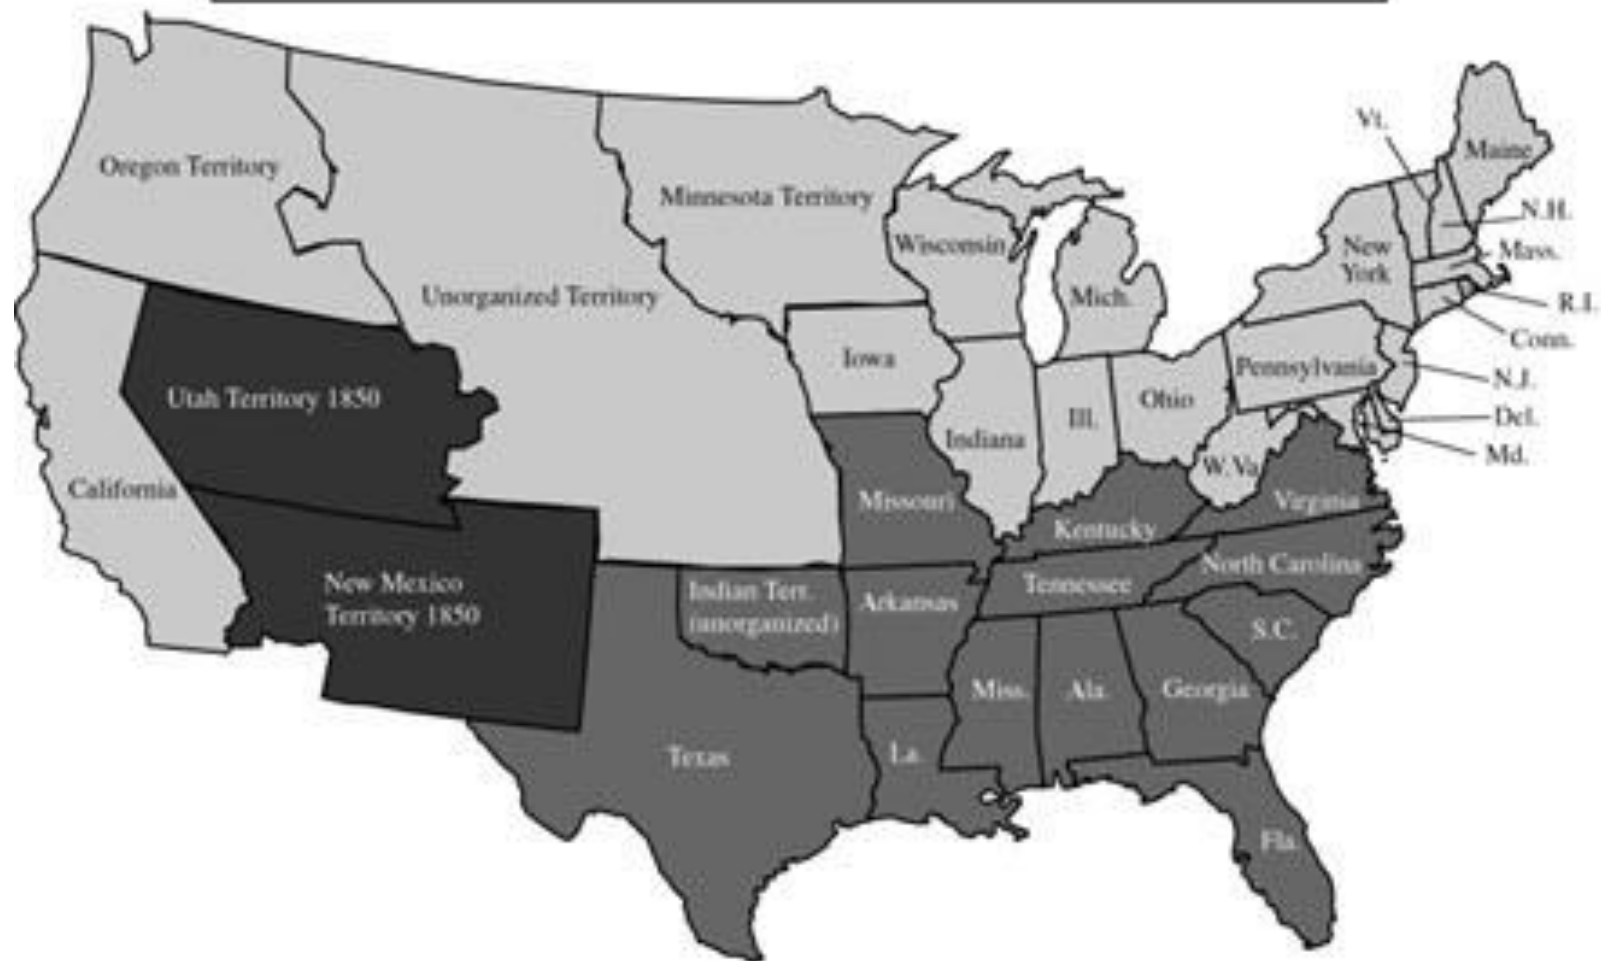 Oregon Territory
Minnesota Territory
Unorganized Territory
Utah Territory 1850
California
New Mexico
Territory 1850
Wisconsin
Mich.
Iowa
Indiana
Ill.
Ohio
Pennsylvania
New
York
Vt.
Maine
N.H.
Mass.
R.I.
Conn.
N.J.
Del.
Md.
W.Va.
Virginia
Missouri
Kentucky
North Carolina
Tennessee
Indian Terr.
(unorganized)
Arkansas
S.C.
Miss.
Ala.
Georgia
Texas
La.
Fla.